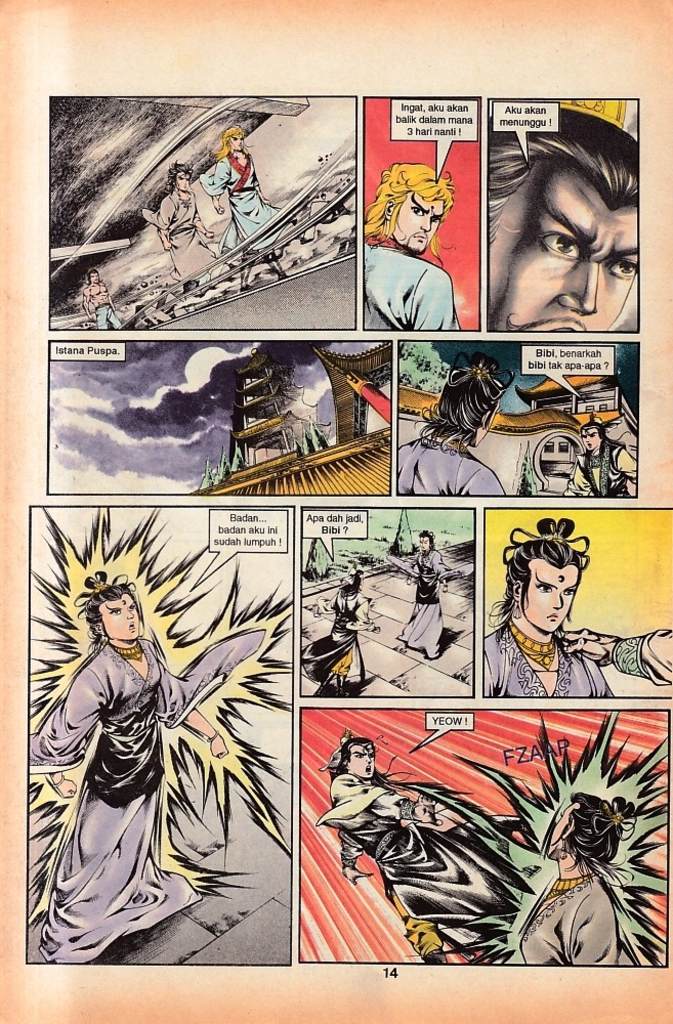 Ingat, aku akan
balik dalam mana
3 hari nanti !
Aku akan
menunggu !
Istana Puspa.
Bibi, benarkah
bibi tak apa-apa ?
Badan...
badan aku ini
sudah lumpuh !
Apa dah jadi,
Bibi ?
YEOW !
FZAAP
14